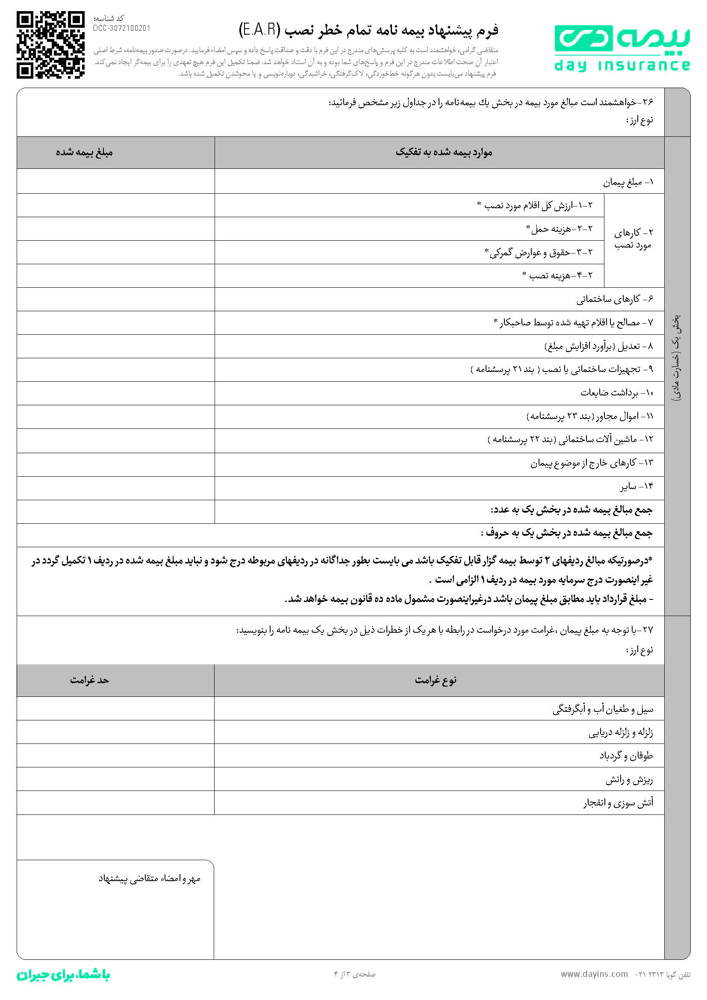 بیمه دی
day insurance
فرم پیشنهاد بیمه نامه تمام خطر نصب (E.A.R)
متقاضی گرامی، خواهشمند است به کلیه پرسش‌های مندرج در این فرم با دقت و صداقت پاسخ داده و سپس امضاء فرمایید. درصورت صدور بیمه‌نامه، شرط اصلی
اعتبار آن صحت اطلاعات مندرج در این فرم و پاسخ‌های شما بوده و به آن استناد خواهد شد. ضمنا تکمیل این فرم هیچ تعهدی را برای بیمه‌گر ایجاد نمی‌کند.
فرم پیشنهاد می‌بایست بدون هرگونه خط‌خوردگی، لاک‌گرفتگی، خراشیدگی، دوباره‌نویسی و یا محوشدن تکمیل شده باشد.
کد شناسه:
DCC-3072100201
۲۶-خواهشمند است مبالغ مورد بیمه در بخش یك بیمه‌نامه را در جداول زیر مشخص فرمائید:
نوع ارز :
موارد بیمه شده به تفکیک
مبلغ بیمه شده
۱- مبلغ پیمان
۲- کارهای
مورد نصب
۲-۱-ارزش کل اقلام مورد نصب *
۲-۲-هزینه حمل*
۲-۳-حقوق و عوارض گمرکی*
۲-۴-هزینه نصب *
۶- کارهای ساختمانی
۷- مصالح یا اقلام تهیه شده توسط صاحبکار *
۸- تعدیل (برآورد افزایش مبلغ)
۹- تجهیزات ساختمانی یا نصب ( بند ۲۱ پرسشنامه )
۱۰- برداشت ضایعات
۱۱- اموال مجاور (بند ۲۳ پرسشنامه)
۱۲- ماشین آلات ساختمانی (بند ۲۲ پرسشنامه )
۱۳- کارهای خارج از موضوع پیمان
۱۴- سایر
جمع مبالغ بیمه شده در بخش یک به عدد:
جمع مبالغ بیمه شده در بخش یک به حروف :
*درصورتیکه مبالغ ردیفهای ۲ توسط بیمه گزار قابل تفکیک باشد می بایست بطور جداگانه در ردیفهای مربوطه درج شود و نباید مبلغ بیمه شده در ردیف ۱ تکمیل گردد در
غیر اینصورت درج سرمایه مورد بیمه در ردیف ۱ الزامی است .
- مبلغ قرارداد باید مطابق مبلغ پیمان باشد درغیراینصورت مشمول ماده ده قانون بیمه خواهد شد.
بخش یک (خسارت مادی)
۲۷-با توجه به مبلغ پیمان ،غرامت مورد درخواست در رابطه با هر یک از خطرات ذیل در بخش یک بیمه نامه را بنویسید:
نوع ارز :
نوع غرامت
حد غرامت
سیل و طغیان آب و آبگرفتگی
زلزله و زلزله دریایی
طوفان و گردباد
ریزش و رانش
آتش سوزی و انفجار
مهر و امضاء متقاضی پیشنهاد
تلفن گویا ۲۳۱۳ ۰۲۱ www.dayins.com
صفحه‌ی ۳ از ۴
با شما، برای جبران